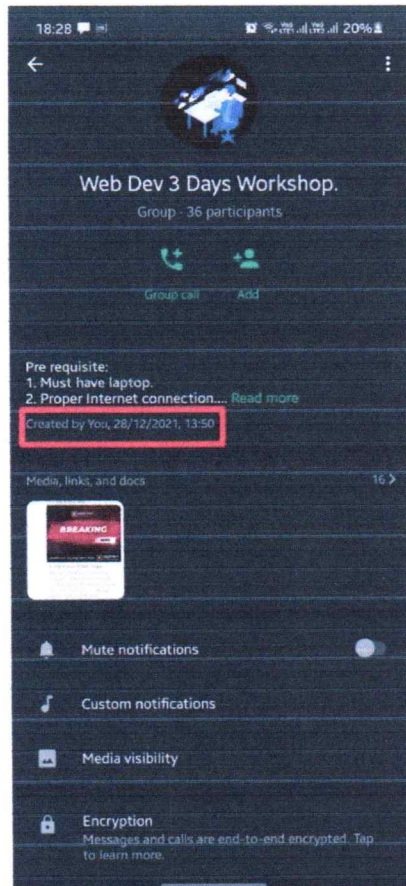 18:28 20%
Web Dev 3 Days Workshop.
Group · 36 participants
Group call Add
Pre requisite:
1. Must have laptop.
2. Proper Internet connection.... Read more
Created by You, 28/12/2021, 13:50
Media, links, and docs 16 >
BREAKING
Mute notifications
Custom notifications
Media visibility
Encryption
Messages and calls are end-to-end encrypted. Tap
to learn more.